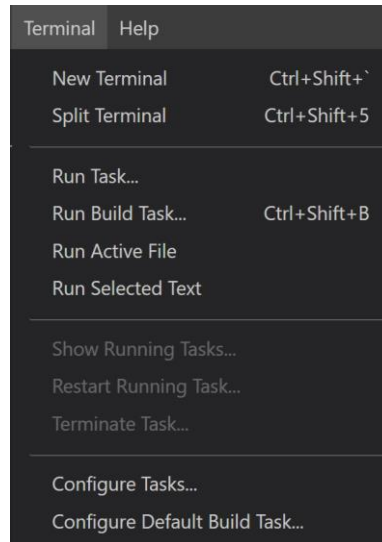 Terminal Help
New Terminal Ctrl+Shift+`
Split Terminal Ctrl+Shift+5
Run Task...
Run Build Task... Ctrl+Shift+B
Run Active File
Run Selected Text
Show Running Tasks...
Restart Running Task...
Terminate Task...
Configure Tasks...
Configure Default Build Task...